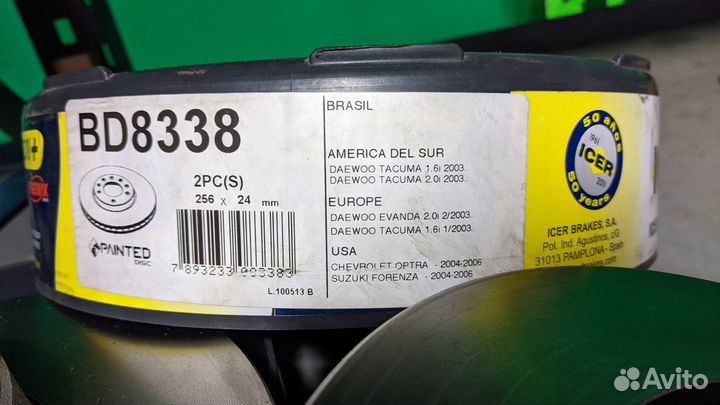 BD8338
2PC(S)
256 x 24 mm
PAINTED
DISC
L.100513 B
BRASIL
AMERICA DEL SUR
DAEWOO TACUMA 1.6i 2003..
DAEWOO TACUMA 2.0i 2003..
EUROPE
DAEWOO EVANDA 2.0i 2/2003..
DAEWOO TACUMA 1.6i 1/2003..
USA
CHEVROLET OPTRA - 2004-2006
SUZUKI FORENZA - 2004-2006
50 años
1961
ICER
50 years
ICER BRAKES, S.A.
Pol. Ind. Agustinos, c/G
31013 PAMPLONA - Spain
Avito